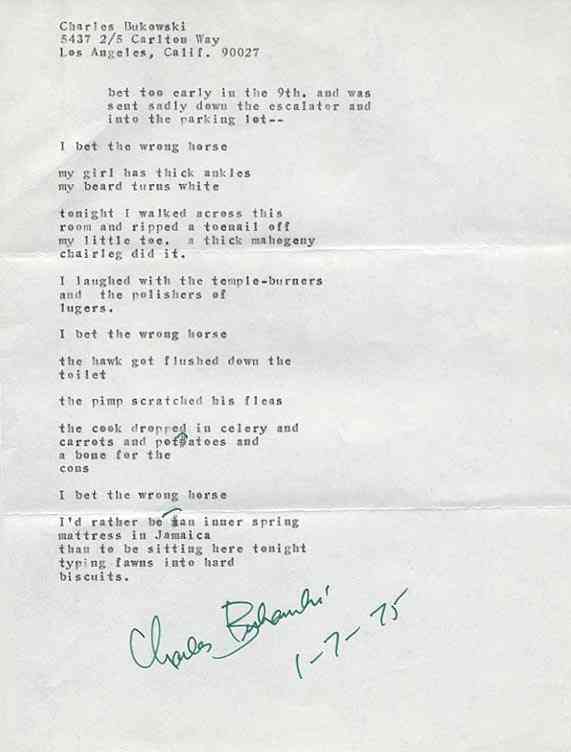 Charles Bukowski
5437 2/5 Carlton Way
Los Angeles, Calif. 90027
bet too early in the 9th. and was
sent sadly down the escalator and
into the parking lot--
I bet the wrong horse
my girl has thick ankles
my beard turns white
tonight I walked across this
room and ripped a toenail off
my little toe. a thick mahogeny
chairleg did it.
I laughed with the temple-burners
and the polishers of
lugers.
I bet the wrong horse
the hawk got flushed down the
toilet
the pimp scratched his fleas
the cook dropped in celery and
carrots and potatoes and
a bone for the
cons
I bet the wrong horse
I'd rather be an inner spring
mattress in Jamaica
than to be sitting here tonight
typing fawns into hard
biscuits.
Charles Bukowski
1-7-75